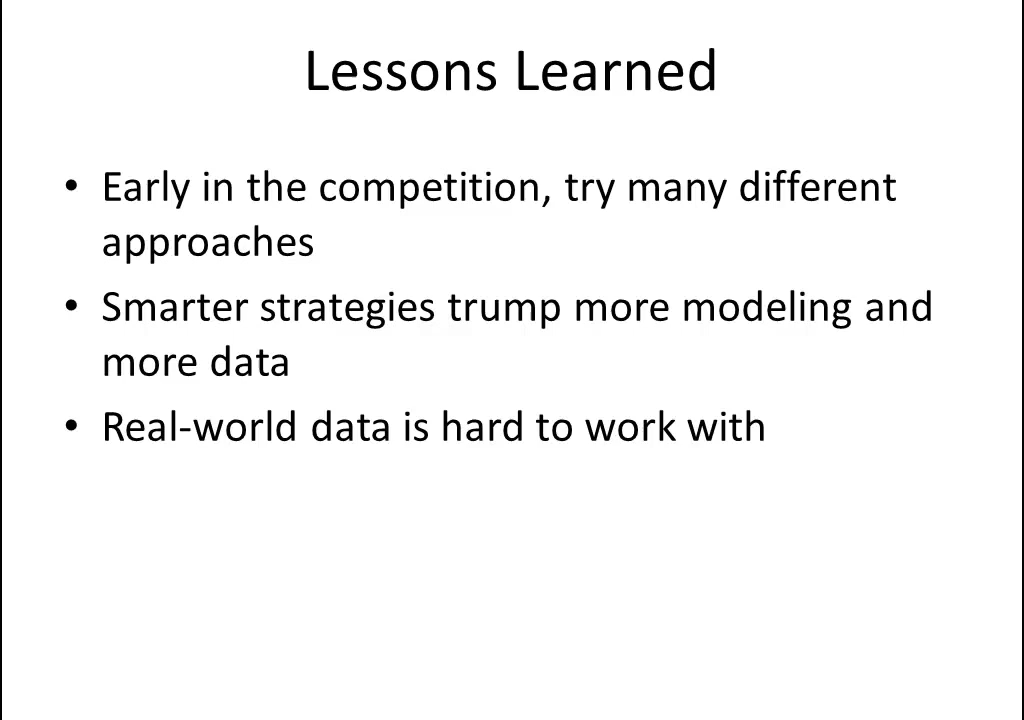 Lessons Learned
• Early in the competition, try many different
approaches
• Smarter strategies trump more modeling and
more data
• Real-world data is hard to work with